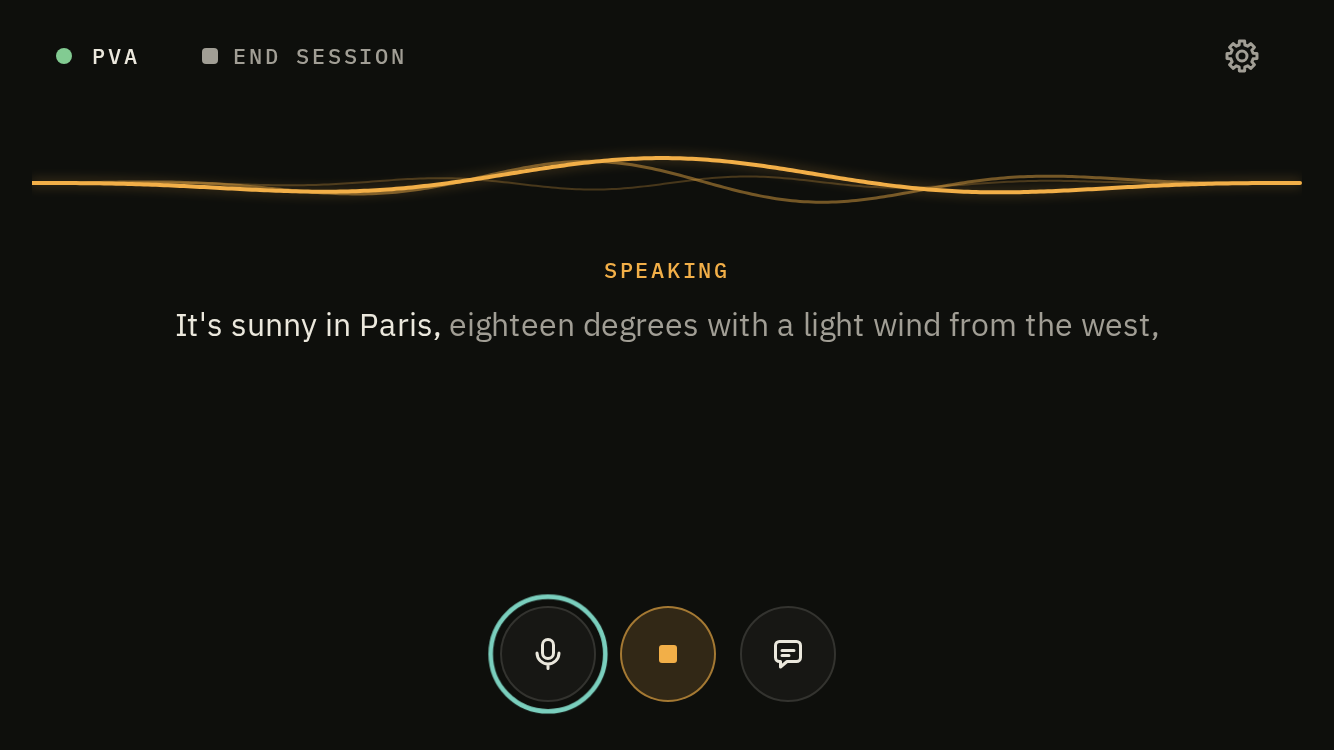 PVA
END SESSION
SPEAKING
It's sunny in Paris, eighteen degrees with a light wind from the west,